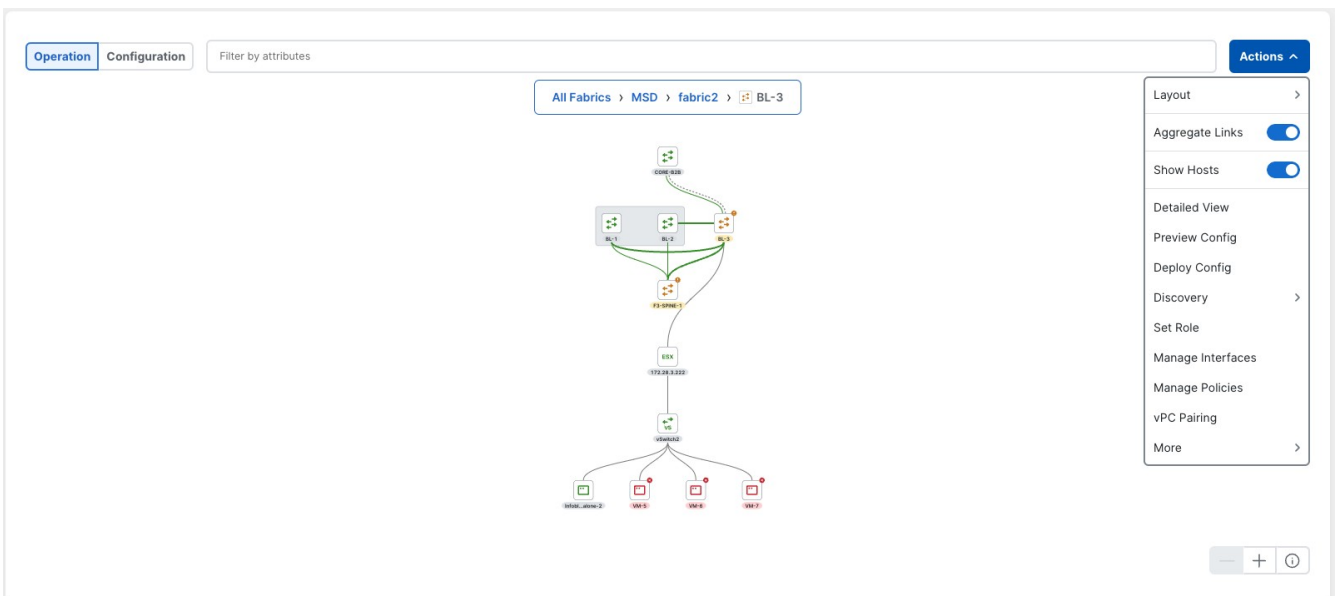 Operation Configuration Filter by attributes Actions
All Fabrics > MSD > fabric2 > BL-3
Layout
Aggregate Links
Show Hosts
Detailed View
Preview Config
Deploy Config
Discovery
Set Role
Manage Interfaces
Manage Policies
vPC Pairing
More
CORE-B2B
BL-1 BL-2 BL-3
F3-SPINE-1
ESX
172.28.3.223
VS
vSwitch2
VM-5 VM-6 VM-7